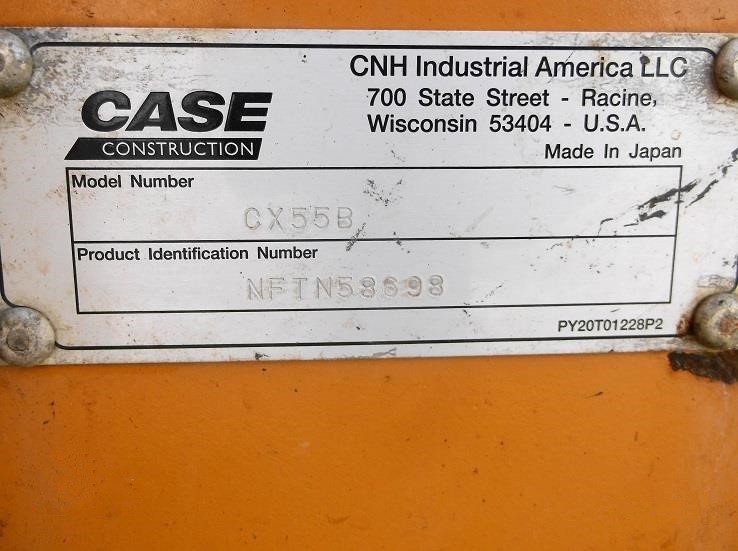 CASE
CONSTRUCTION
CNH Industrial America LLC
700 State Street - Racine,
Wisconsin 53404 - U.S.A.
Made In Japan
Model Number
CX55B
Product Identification Number
NFTN58698
PY20T01228P2